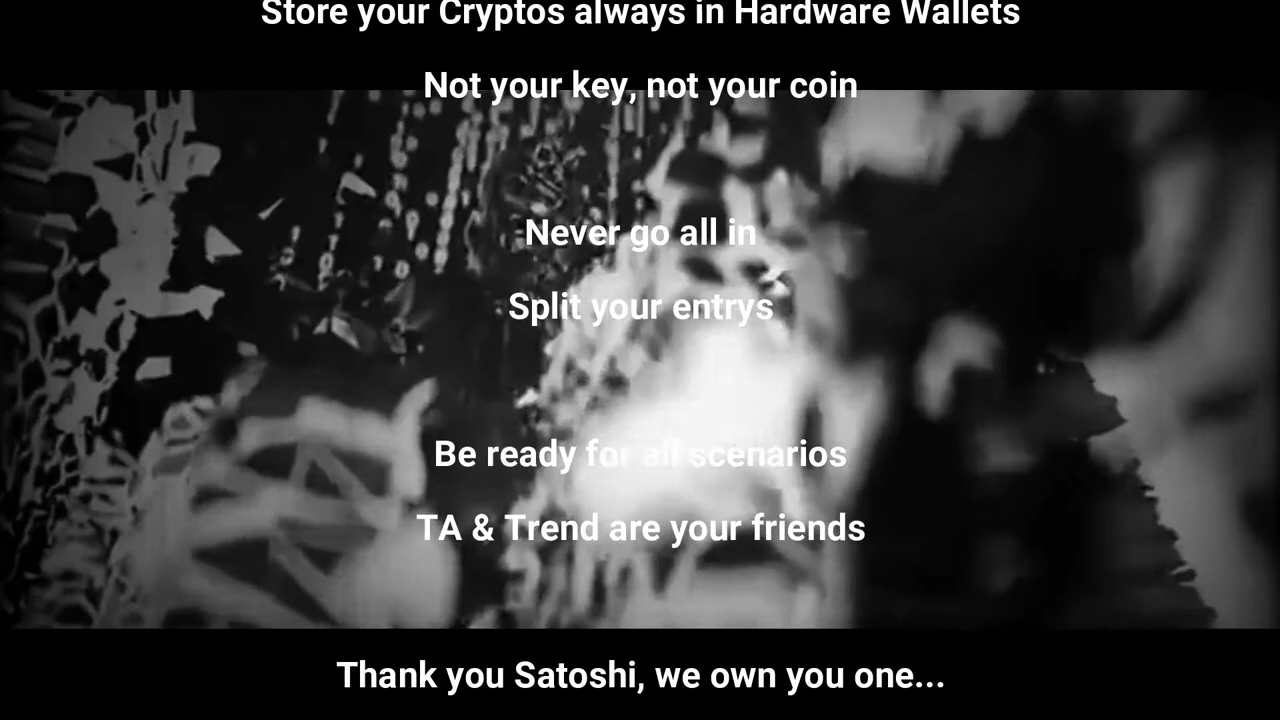 Store your Cryptos always in Hardware Wallets
Not your key, not your coin
Never go all in
Split your entrys
Be ready for all scenarios
TA & Trend are your friends
Thank you Satoshi, we own you one...